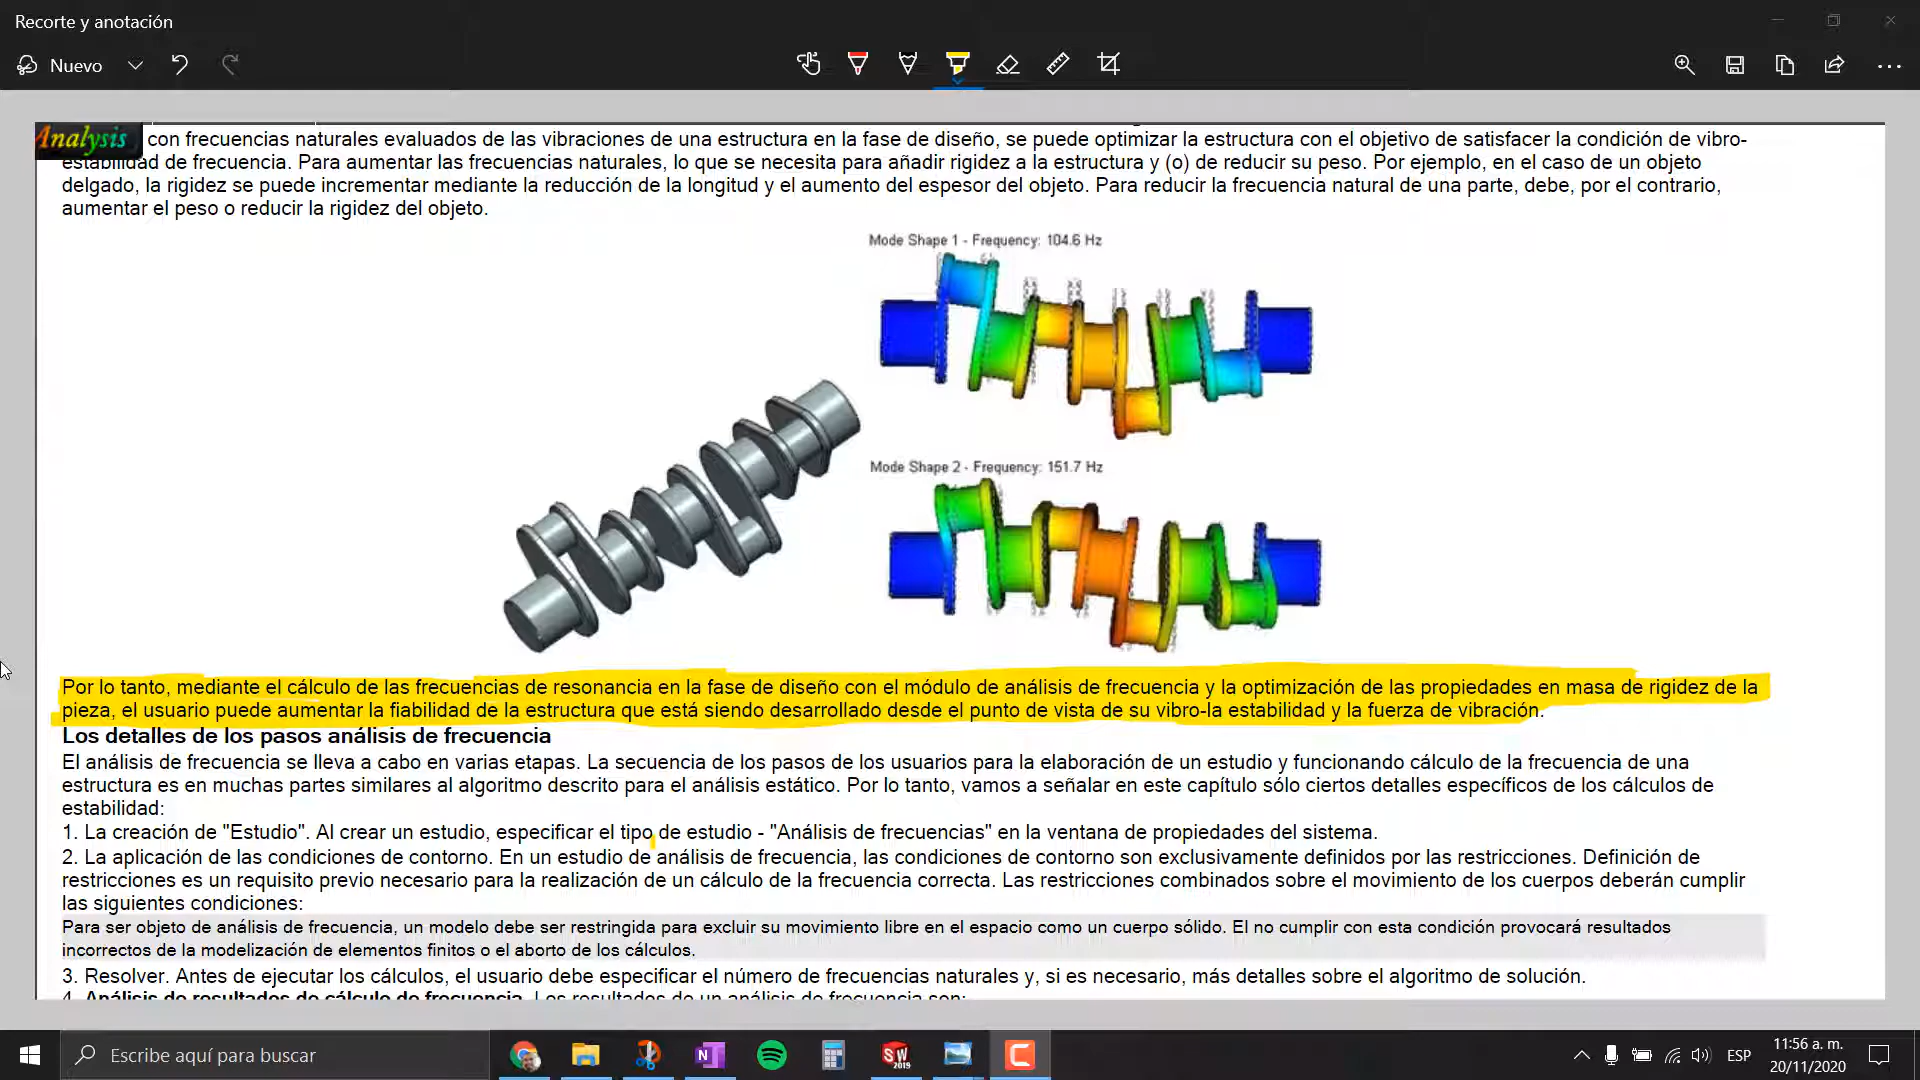 Recorte y anotación
Nuevo
Analysis
con frecuencias naturales evaluados de las vibraciones de una estructura en la fase de diseño, se puede optimizar la estructura con el objetivo de satisfacer la condición de vibro-
estabilidad de frecuencia. Para aumentar las frecuencias naturales, lo que se necesita para añadir rigidez a la estructura y (o) de reducir su peso. Por ejemplo, en el caso de un objeto
delgado, la rigidez se puede incrementar mediante la reducción de la longitud y el aumento del espesor del objeto. Para reducir la frecuencia natural de una parte, debe, por el contrario,
aumentar el peso o reducir la rigidez del objeto.
Mode Shape 1 - Frequency: 104.6 Hz
Mode Shape 2 - Frequency: 151.7 Hz
Por lo tanto, mediante el cálculo de las frecuencias de resonancia en la fase de diseño con el módulo de análisis de frecuencia y la optimización de las propiedades en masa de rigidez de la
pieza, el usuario puede aumentar la fiabilidad de la estructura que está siendo desarrollado desde el punto de vista de su vibro-la estabilidad y la fuerza de vibración.
Los detalles de los pasos análisis de frecuencia
El análisis de frecuencia se lleva a cabo en varias etapas. La secuencia de los pasos de los usuarios para la elaboración de un estudio y funcionando cálculo de la frecuencia de una
estructura es en muchas partes similares al algoritmo descrito para el análisis estático. Por lo tanto, vamos a señalar en este capítulo sólo ciertos detalles específicos de los cálculos de
estabilidad:
1. La creación de "Estudio". Al crear un estudio, especificar el tipo de estudio - "Análisis de frecuencias" en la ventana de propiedades del sistema.
2. La aplicación de las condiciones de contorno. En un estudio de análisis de frecuencia, las condiciones de contorno son exclusivamente definidos por las restricciones. Definición de
restricciones es un requisito previo necesario para la realización de un cálculo de la frecuencia correcta. Las restricciones combinados sobre el movimiento de los cuerpos deberán cumplir
las siguientes condiciones:
Para ser objeto de análisis de frecuencia, un modelo debe ser restringida para excluir su movimiento libre en el espacio como un cuerpo sólido. El no cumplir con esta condición provocará resultados
incorrectos de la modelización de elementos finitos o el aborto de los cálculos.
3. Resolver. Antes de ejecutar los cálculos, el usuario debe especificar el número de frecuencias naturales y, si es necesario, más detalles sobre el algoritmo de solución.
4. Análisis de resultados de cálculo de frecuencia. Los resultados de un análisis de frecuencia son:
Escribe aquí para buscar
SW
2019
ESP
11:56 a. m.
20/11/2020